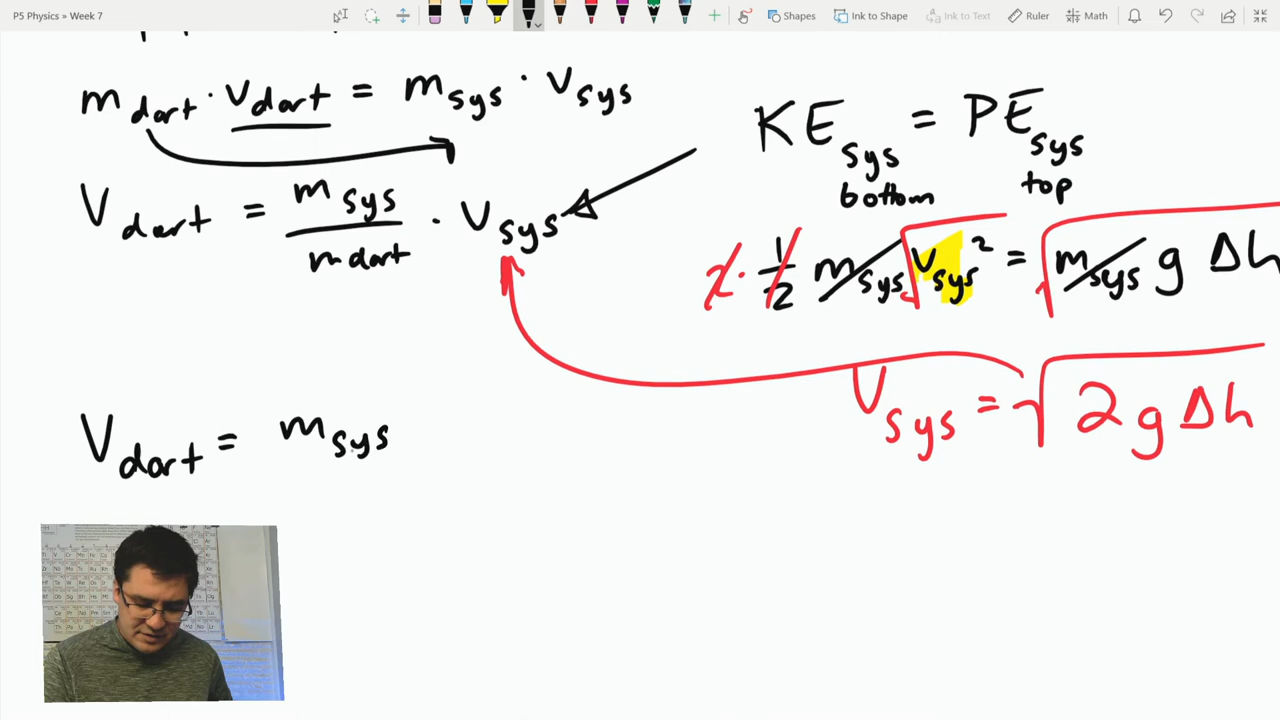 P5 Physics » Week 7
Shapes
Ink to Shape
Ink to Text
Ruler
Math
m dart · v dart = m sys · v sys
V dart = m sys / m dart · v sys
KE sys bottom = PE sys top
2 · 1/2 m sys v sys ² = m sys g Δh
V sys = √2gΔh
V dart = m sys